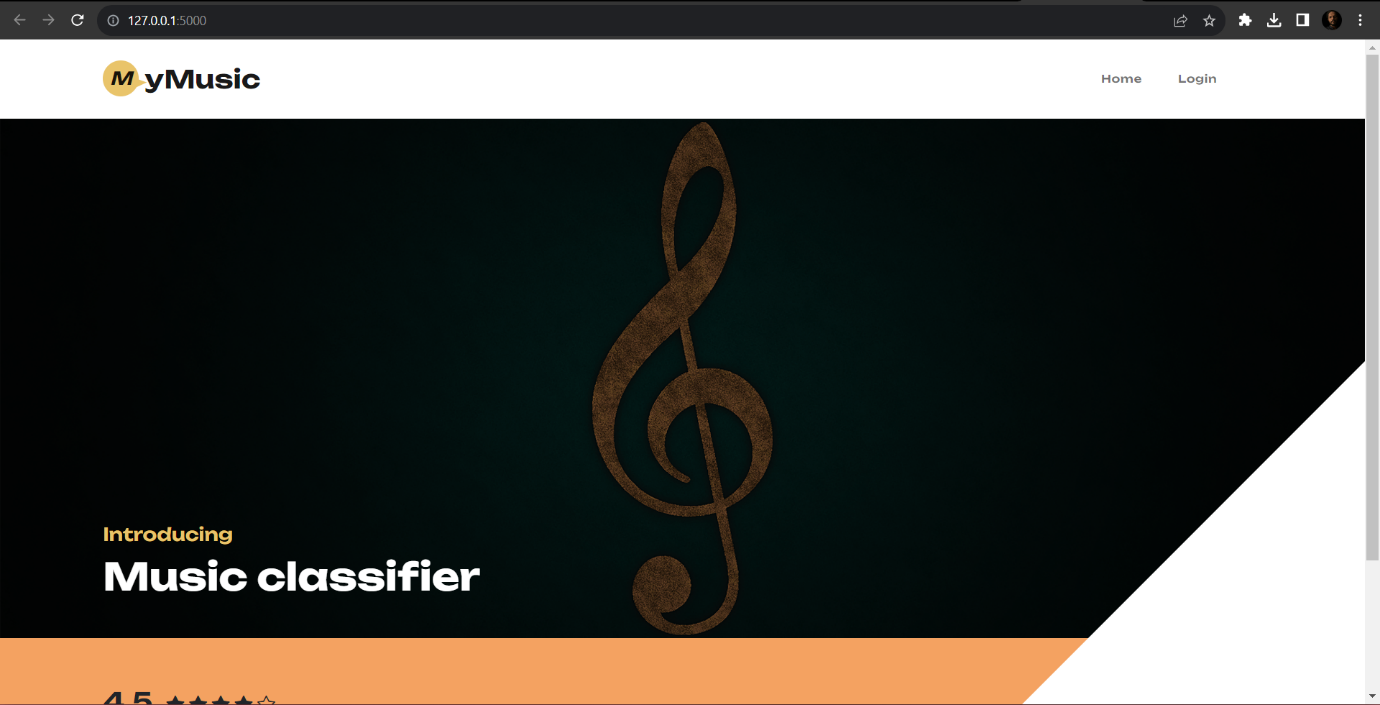 127.0.0.1:5000
MyMusic
Home
Login
Introducing
Music classifier
4.5